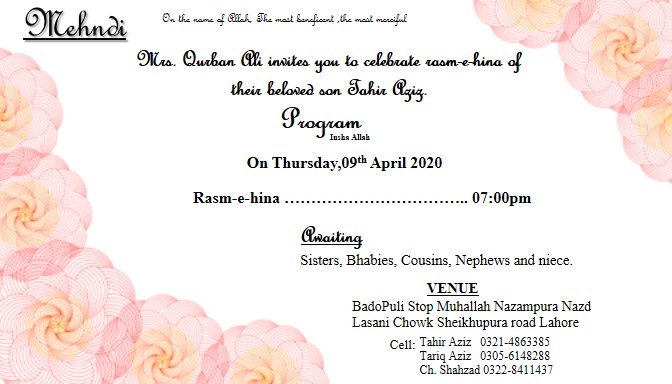 Mehndi
On the name of Allah, The most beneficent ,the most merciful
Mrs. Qurban Ali invites you to celebrate rasm-e-hina of
their beloved son Tahir Aziz.
Program
Insha Allah
On Thursday,09th April 2020
Rasm-e-hina …………………………….. 07:00pm
Awaiting
Sisters, Bhabies, Cousins, Nephews and niece.
VENUE
BadoPuli Stop Muhallah Nazampura Nazd
Lasani Chowk Sheikhupura road Lahore
Cell: Tahir Aziz 0321-4863385
Tariq Aziz 0305-6148288
Ch. Shahzad 0322-8411437